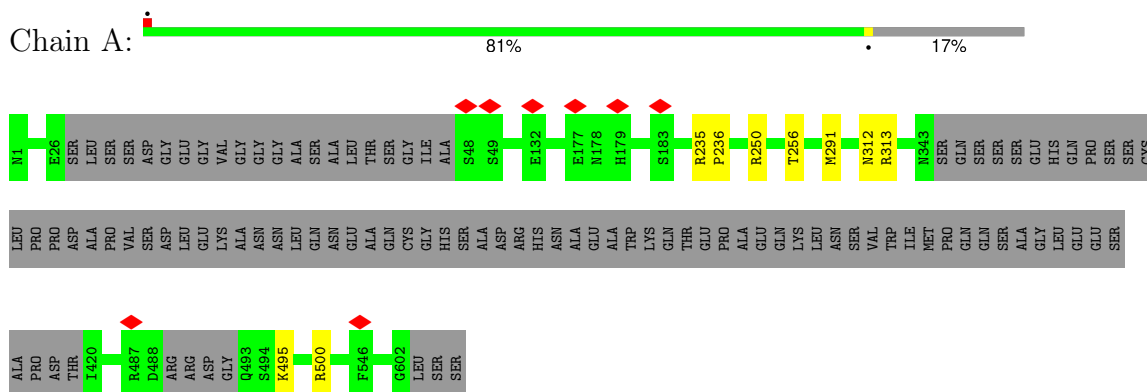 Chain A:
81% • 17%
N1 E26 SER LEU SER SER ASP GLY GLU GLY VAL GLY GLY GLY ALA SER ALA LEU THR SER GLY ILE ALA S48 S49 E132 E177 N178 H179 S183 R235 P236 R250 T256 M291 N312 R313 N343 SER GLN SER SER SER GLU HIS GLN PRO SER SER CYS
LEU PRO PRO ASP ALA PRO VAL SER ASP LEU GLU LYS ALA ASN ASN LEU GLN ASN GLU ALA GLN CYS GLY HIS SER ALA ASP ARG HIS ASN ALA GLU ALA TRP LYS GLN THR GLU PRO ALA GLU GLN LYS LEU ASN SER VAL TRP ILE MET PRO GLN GLN SER ALA GLY LEU GLU GLU SER
ALA PRO ASP THR I420 R487 D488 ARG ARG ASP GLY Q493 S494 K495 R500 F546 G602 LEU SER SER